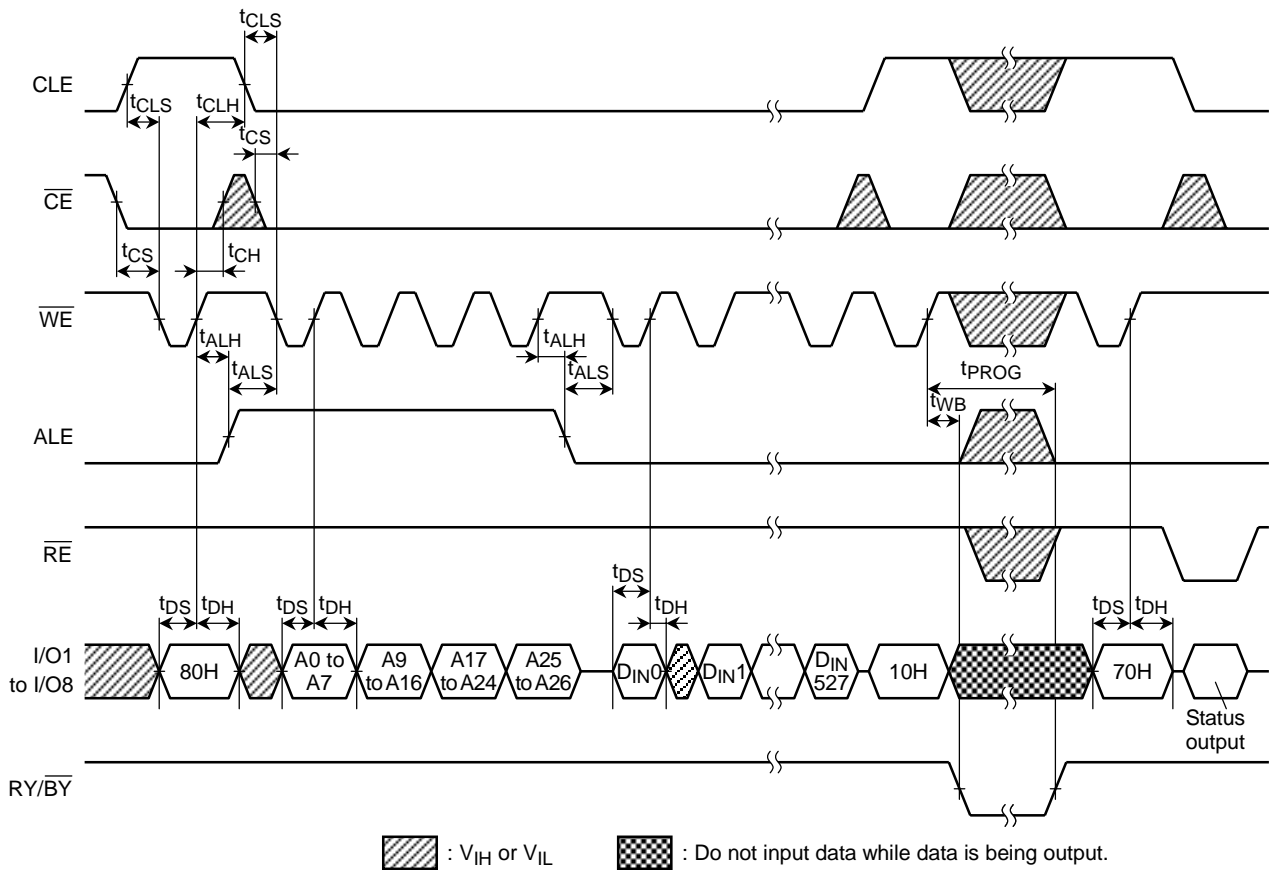 tCLS
CLE
tCLS
tCLH
tCS
CE
tCS
tCH
WE
tALH
tALS
tALH
tALS
tPROG
tWB
ALE
RE
tDS
tDH
tDS
tDH
tDS
tDH
tDS
tDH
I/O1
to I/O8
80H
A0 to
A7
A9
to A16
A17
to A24
A25
to A26
DIN0
DIN1
DIN
527
10H
70H
Status
output
RY/BY
: VIH or VIL
: Do not input data while data is being output.